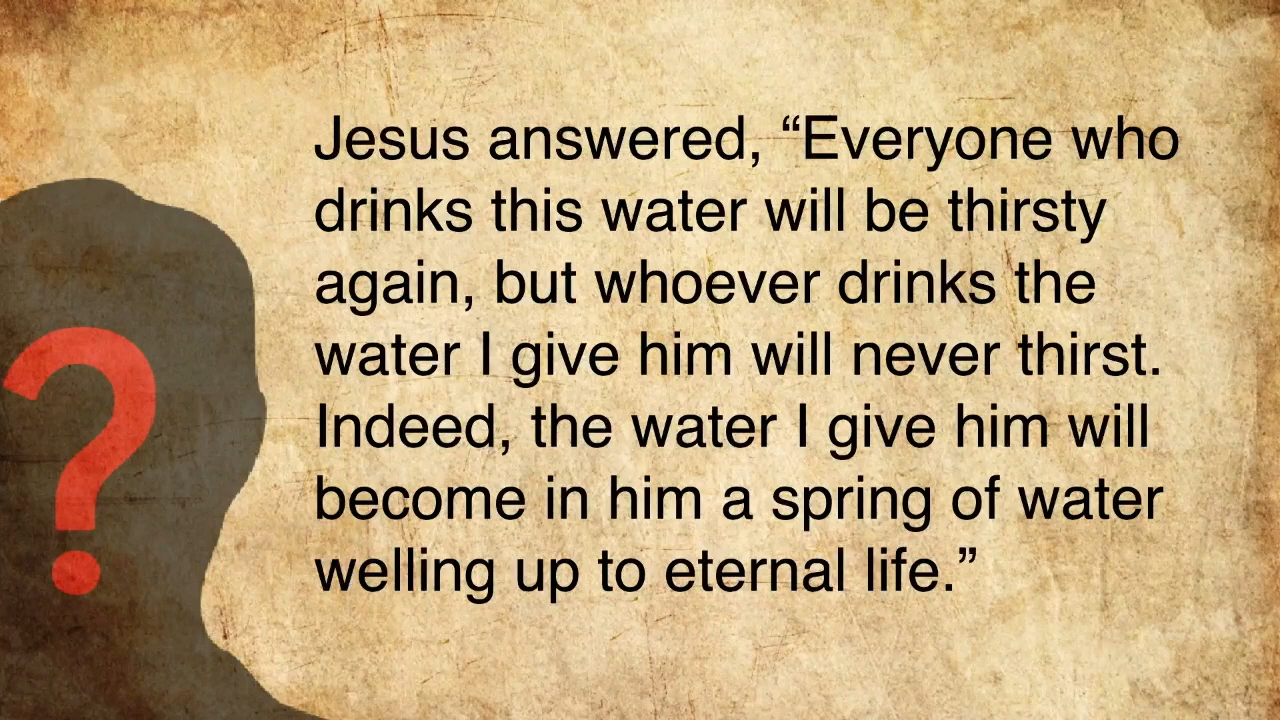 Jesus answered, “Everyone who
drinks this water will be thirsty
again, but whoever drinks the
water I give him will never thirst.
Indeed, the water I give him will
become in him a spring of water
welling up to eternal life.”
?